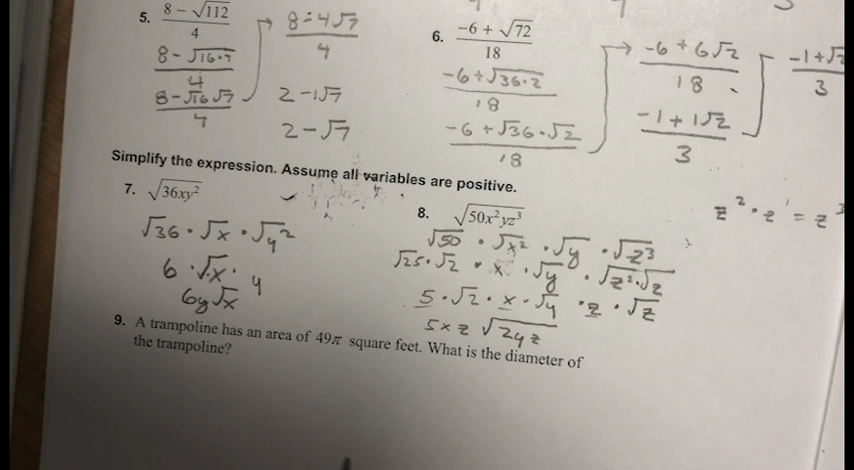 5. (8 - √112)/4
(8 - √16·7)/4
(8 - √16 √7)/4
(8 - 4√7)/4
2 - 1√7
2 - √7
6. (-6 + √72)/18
(-6 + √36·2)/18
(-6 + √36·√2)/18
(-6 + 6√2)/18
(-1 + 1√2)/3
(-1 + √2)/3
Simplify the expression. Assume all variables are positive.
7. √36xy²
√36 · √x · √y²
6 · √x · y
6y√x
8. √50x²yz³
√50 · √x² · √y · √z³
√25·√2 · x · √y · √z²·√z
5·√2 · x · √y · z · √z
5xz √2yz
z² · z¹ = z³
9. A trampoline has an area of 49π square feet. What is the diameter of
the trampoline?